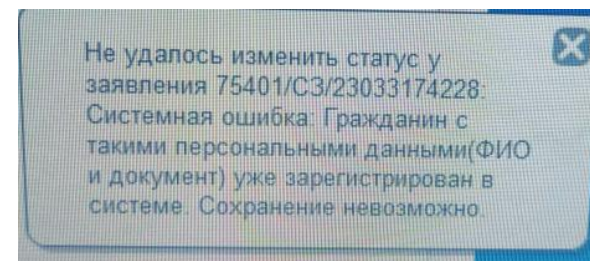 Не удалось изменить статус у
заявления 75401/СЗ/23033174228:
Системная ошибка: Гражданин с
такими персональными данными(ФИО
и документ) уже зарегистрирован в
системе. Сохранение невозможно.